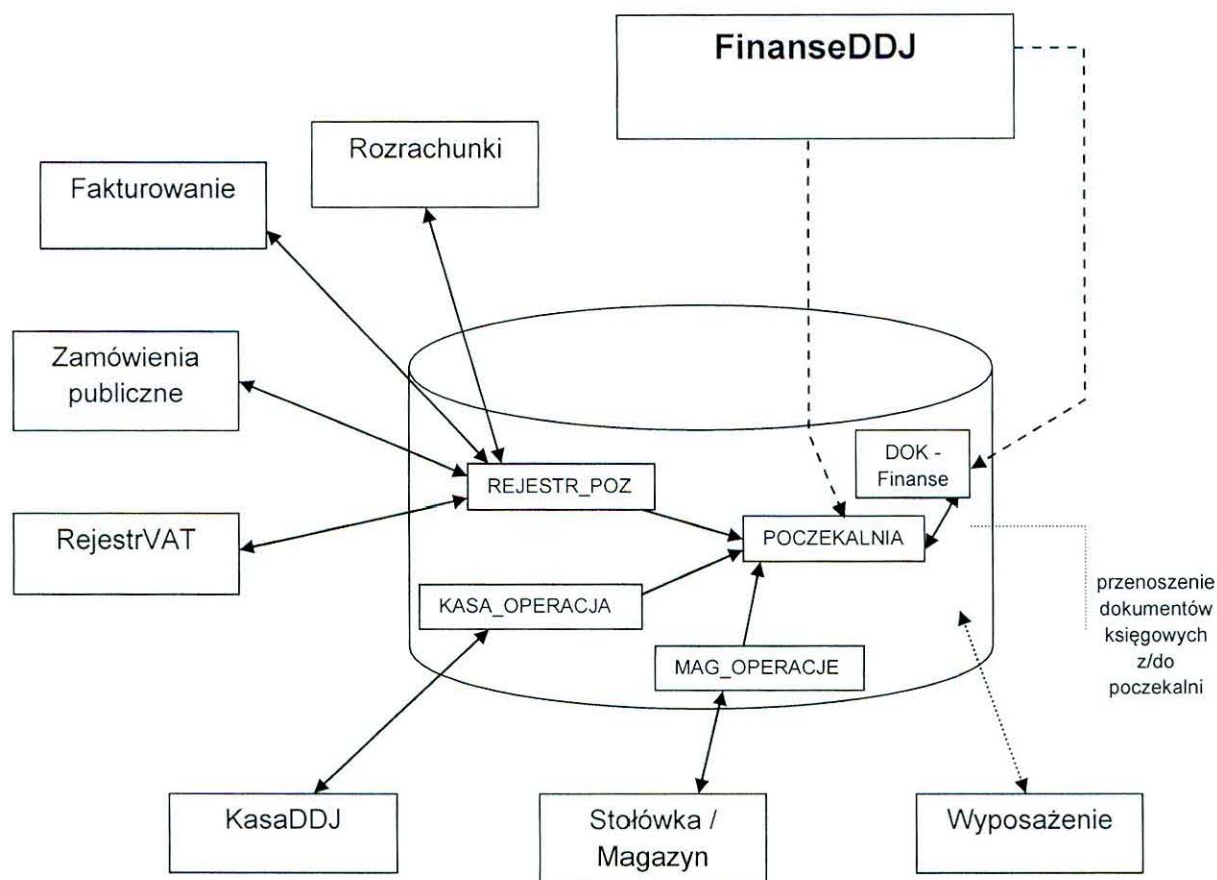 FinanseDDJ
Rozrachunki
Fakturowanie
Zamówienia
publiczne
DOK -
Finanse
REJESTR_POZ
RejestrVAT
POCZEKALNIA
KASA_OPERACJA
przenoszenie
dokumentów
księgowych
z/do
poczekalni
MAG_OPERACJE
KasaDDJ
Stołówka /
Magazyn
Wyposażenie